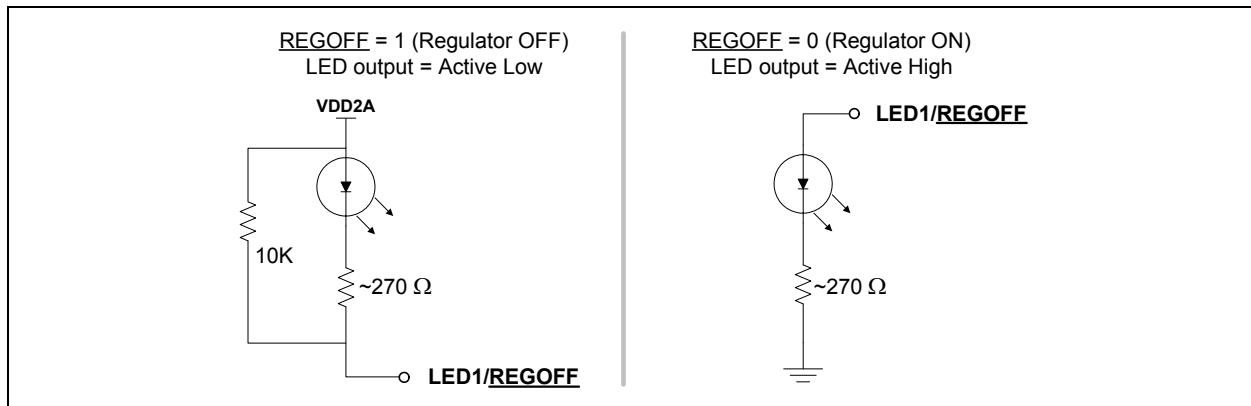 REGOFF = 1 (Regulator OFF)
LED output = Active Low
VDD2A
10K
~270 Ω
LED1/REGOFF
REGOFF = 0 (Regulator ON)
LED output = Active High
LED1/REGOFF
~270 Ω